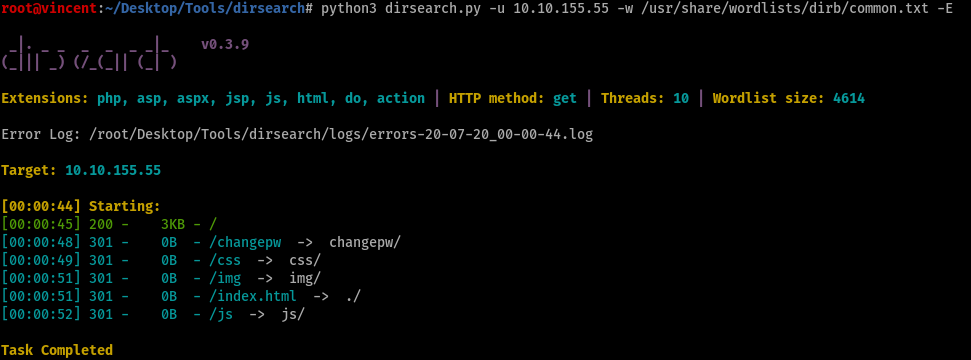 root@vincent:~/Desktop/Tools/dirsearch# python3 dirsearch.py -u 10.10.155.55 -w /usr/share/wordlists/dirb/common.txt -E
 _|. _ _  _  _  _ _|_    v0.3.9
(_||| _) (/_(_|| (_| )
Extensions: php, asp, aspx, jsp, js, html, do, action | HTTP method: get | Threads: 10 | Wordlist size: 4614
Error Log: /root/Desktop/Tools/dirsearch/logs/errors-20-07-20_00-00-44.log
Target: 10.10.155.55
[00:00:44] Starting:
[00:00:45] 200 -    3KB - /
[00:00:48] 301 -    0B  - /changepw  ->  changepw/
[00:00:49] 301 -    0B  - /css  ->  css/
[00:00:51] 301 -    0B  - /img  ->  img/
[00:00:51] 301 -    0B  - /index.html  ->  ./
[00:00:52] 301 -    0B  - /js  ->  js/
Task Completed